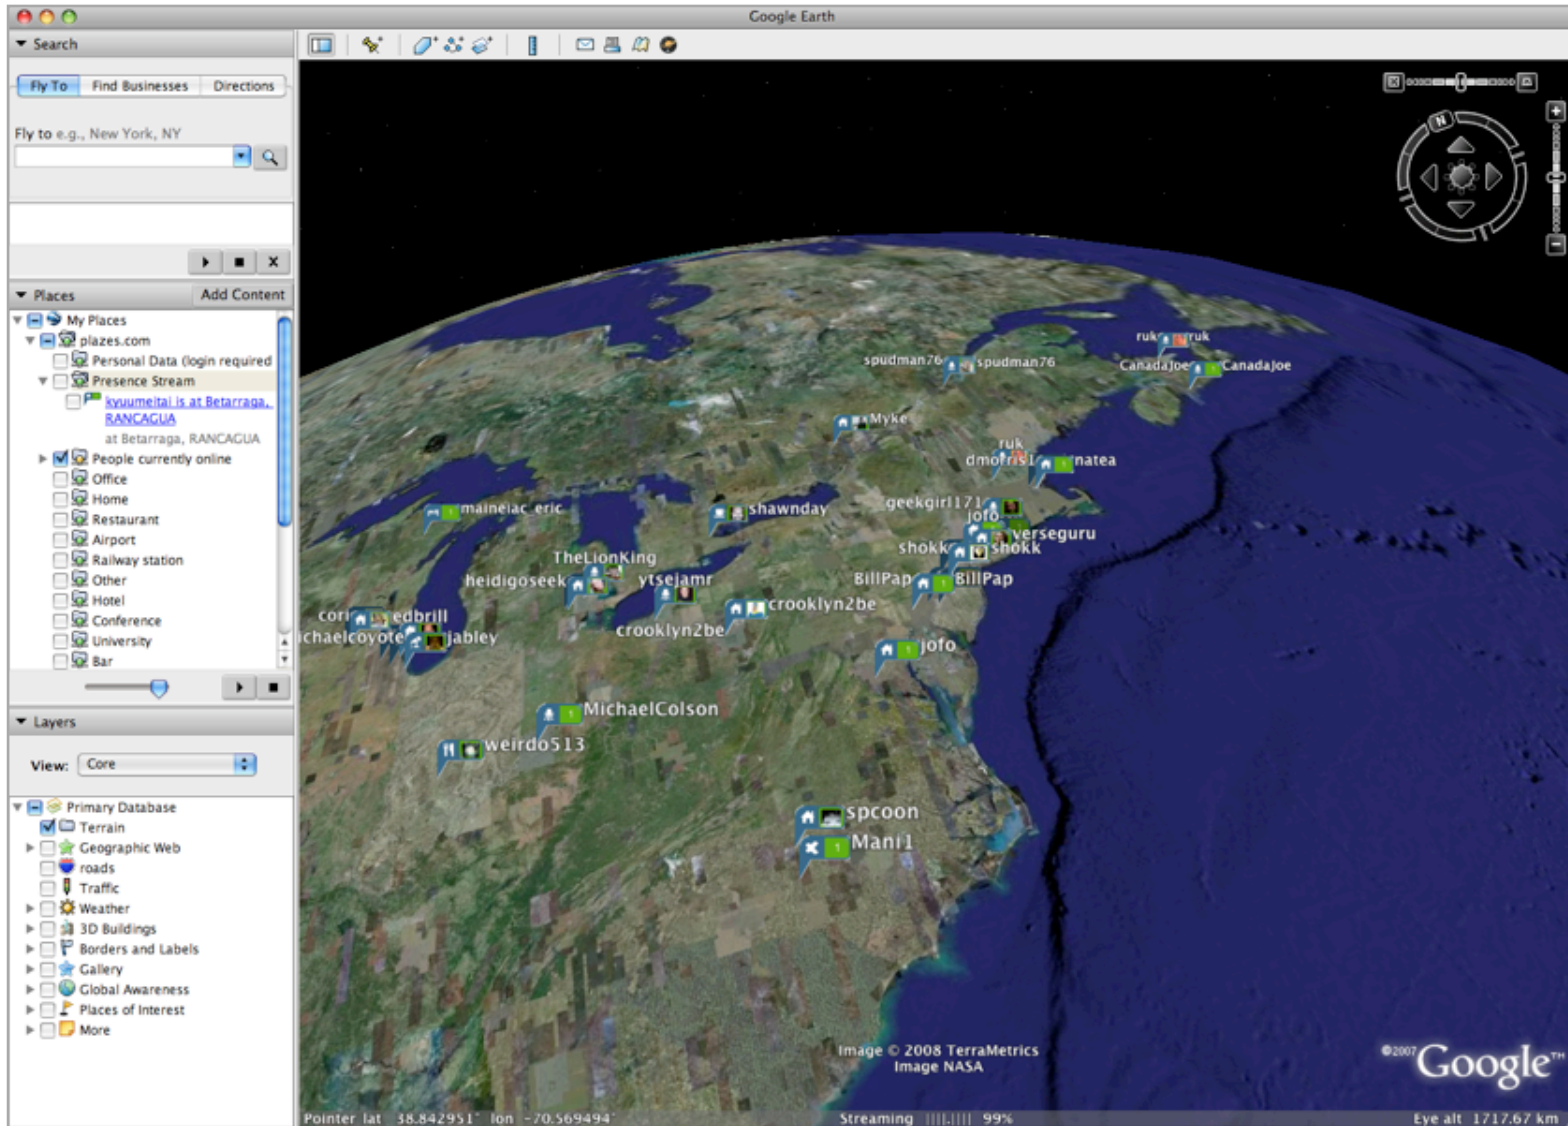 Google Earth
Search
Fly To Find Businesses Directions
Fly to e.g., New York, NY
Places Add Content
My Places
plazes.com
Personal Data (login required
Presence Stream
kyuumeitai is at Betarraga,
RANCAGUA
at Betarraga, RANCAGUA
People currently online
Office
Home
Restaurant
Airport
Railway station
Other
Hotel
Conference
University
Bar
Layers
View: Core
Primary Database
Terrain
Geographic Web
roads
Traffic
Weather
3D Buildings
Borders and Labels
Gallery
Global Awareness
Places of Interest
More
N
ruk ruk
spudman76 spudman76
CanadaJoe CanadaJoe
Myke
ruk
dmorris1 natea
maineiac_eric
shawnday
geekgirl171
jofo
verseguru
shokk shokk
TheLionKing
heidigoseek
ytsejamr
BillPap BillPap
crooklyn2be
crooklyn2be
cori edbrill
ichaelcoyote jabley
jofo
MichaelColson
weirdo513
spcoon
Mani1
Image © 2008 TerraMetrics
Image NASA
©2007 Google™
Pointer lat 38.842951° lon -70.569494° Streaming 99% Eye alt 1717.67 km